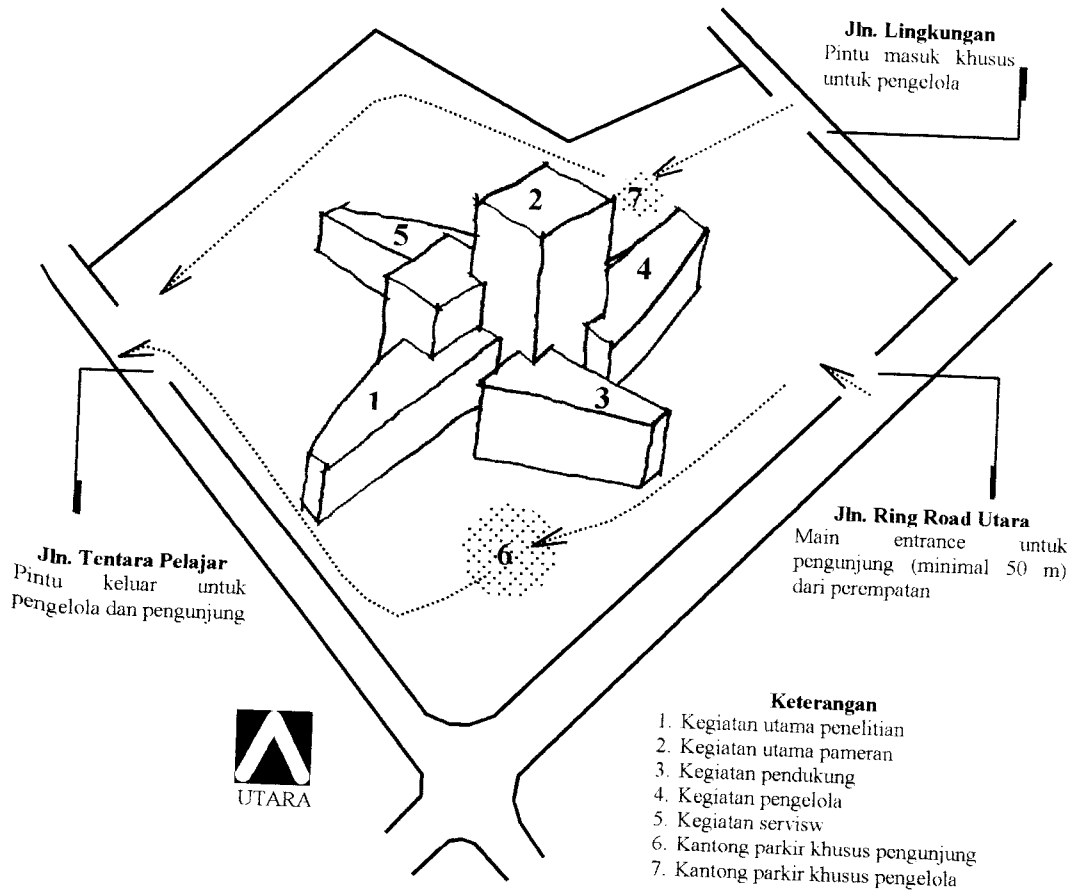 Jln. Lingkungan
Pintu masuk khusus
untuk pengelola
2
7
5
4
1
3
6
Jln. Tentara Pelajar
Pintu keluar untuk
pengelola dan pengunjung
Jln. Ring Road Utara
Main entrance untuk
pengunjung (minimal 50 m)
dari perempatan
UTARA
Keterangan
1. Kegiatan utama penelitian
2. Kegiatan utama pameran
3. Kegiatan pendukung
4. Kegiatan pengelola
5. Kegiatan servisw
6. Kantong parkir khusus pengunjung
7. Kantong parkir khusus pengelola